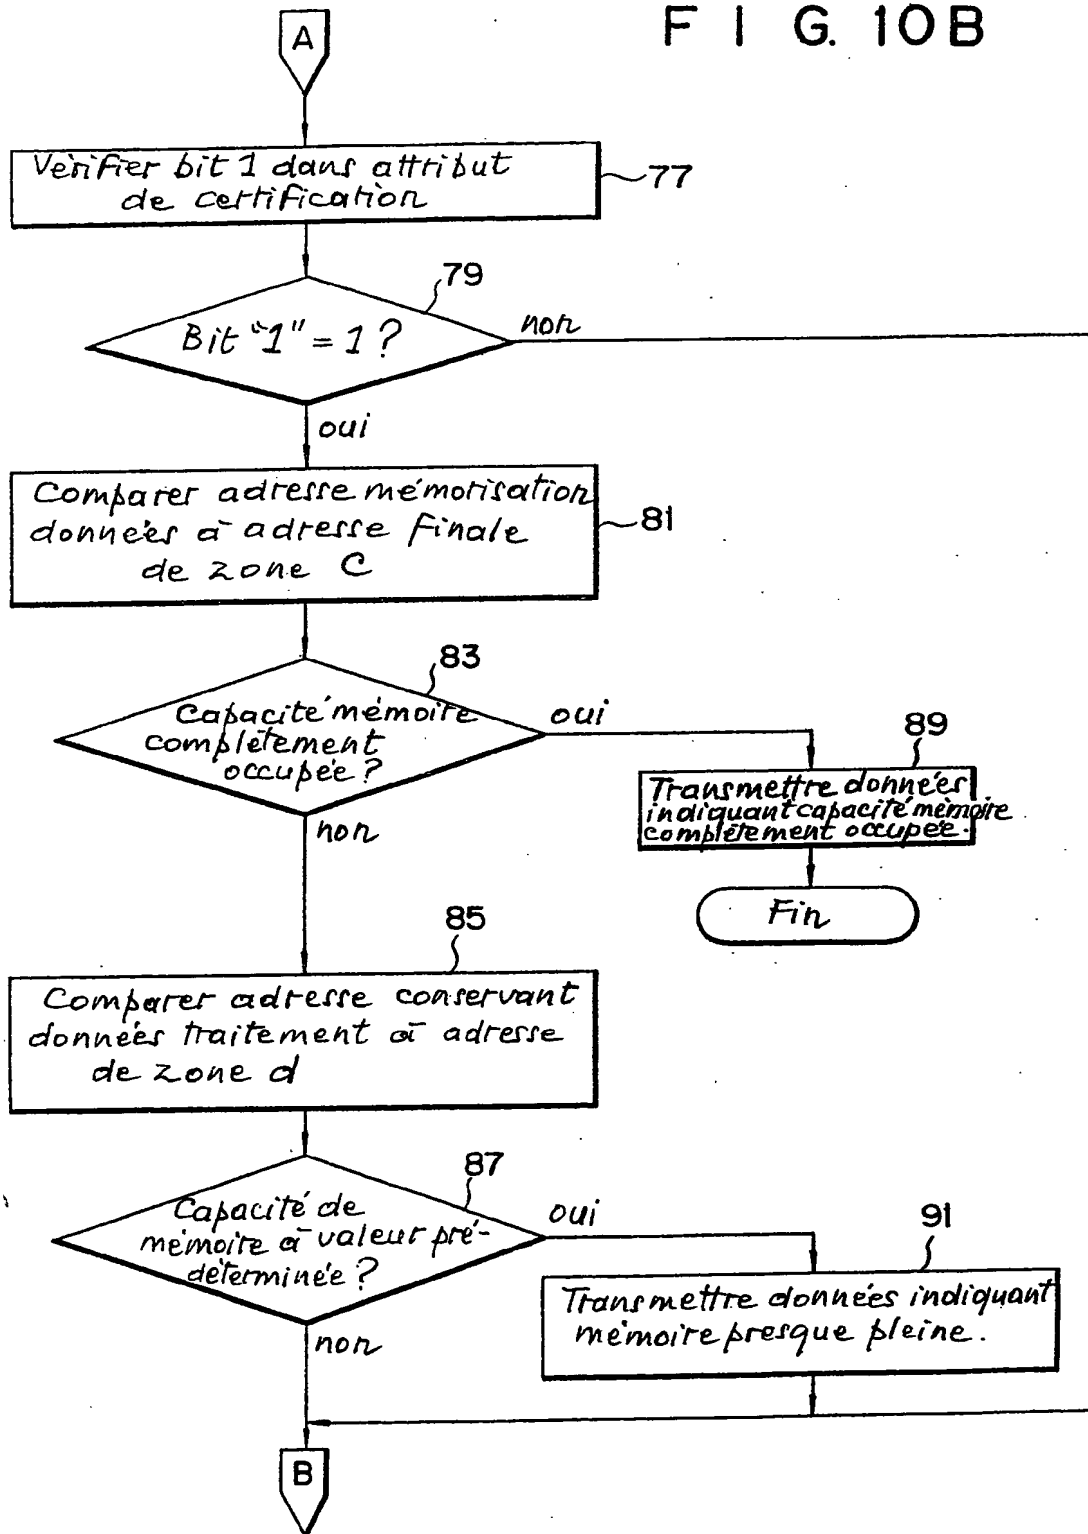 FIG. 10B
A
Vérifier bit 1 dans attribut
de certification
77
79
Bit "1" = 1 ?
non
oui
Comparer adresse mémorisation
données à adresse finale
de zone C
81
83
Capacité mémoire
complètement
occupée ?
oui
non
89
Transmettre données
indiquant capacité mémoire
complètement occupée.
Fin
85
Comparer adresse conservant
données traitement à adresse
de zone d
87
Capacité de
mémoire à valeur pré-
déterminée ?
oui
non
91
Transmettre données indiquant
mémoire presque pleine.
B